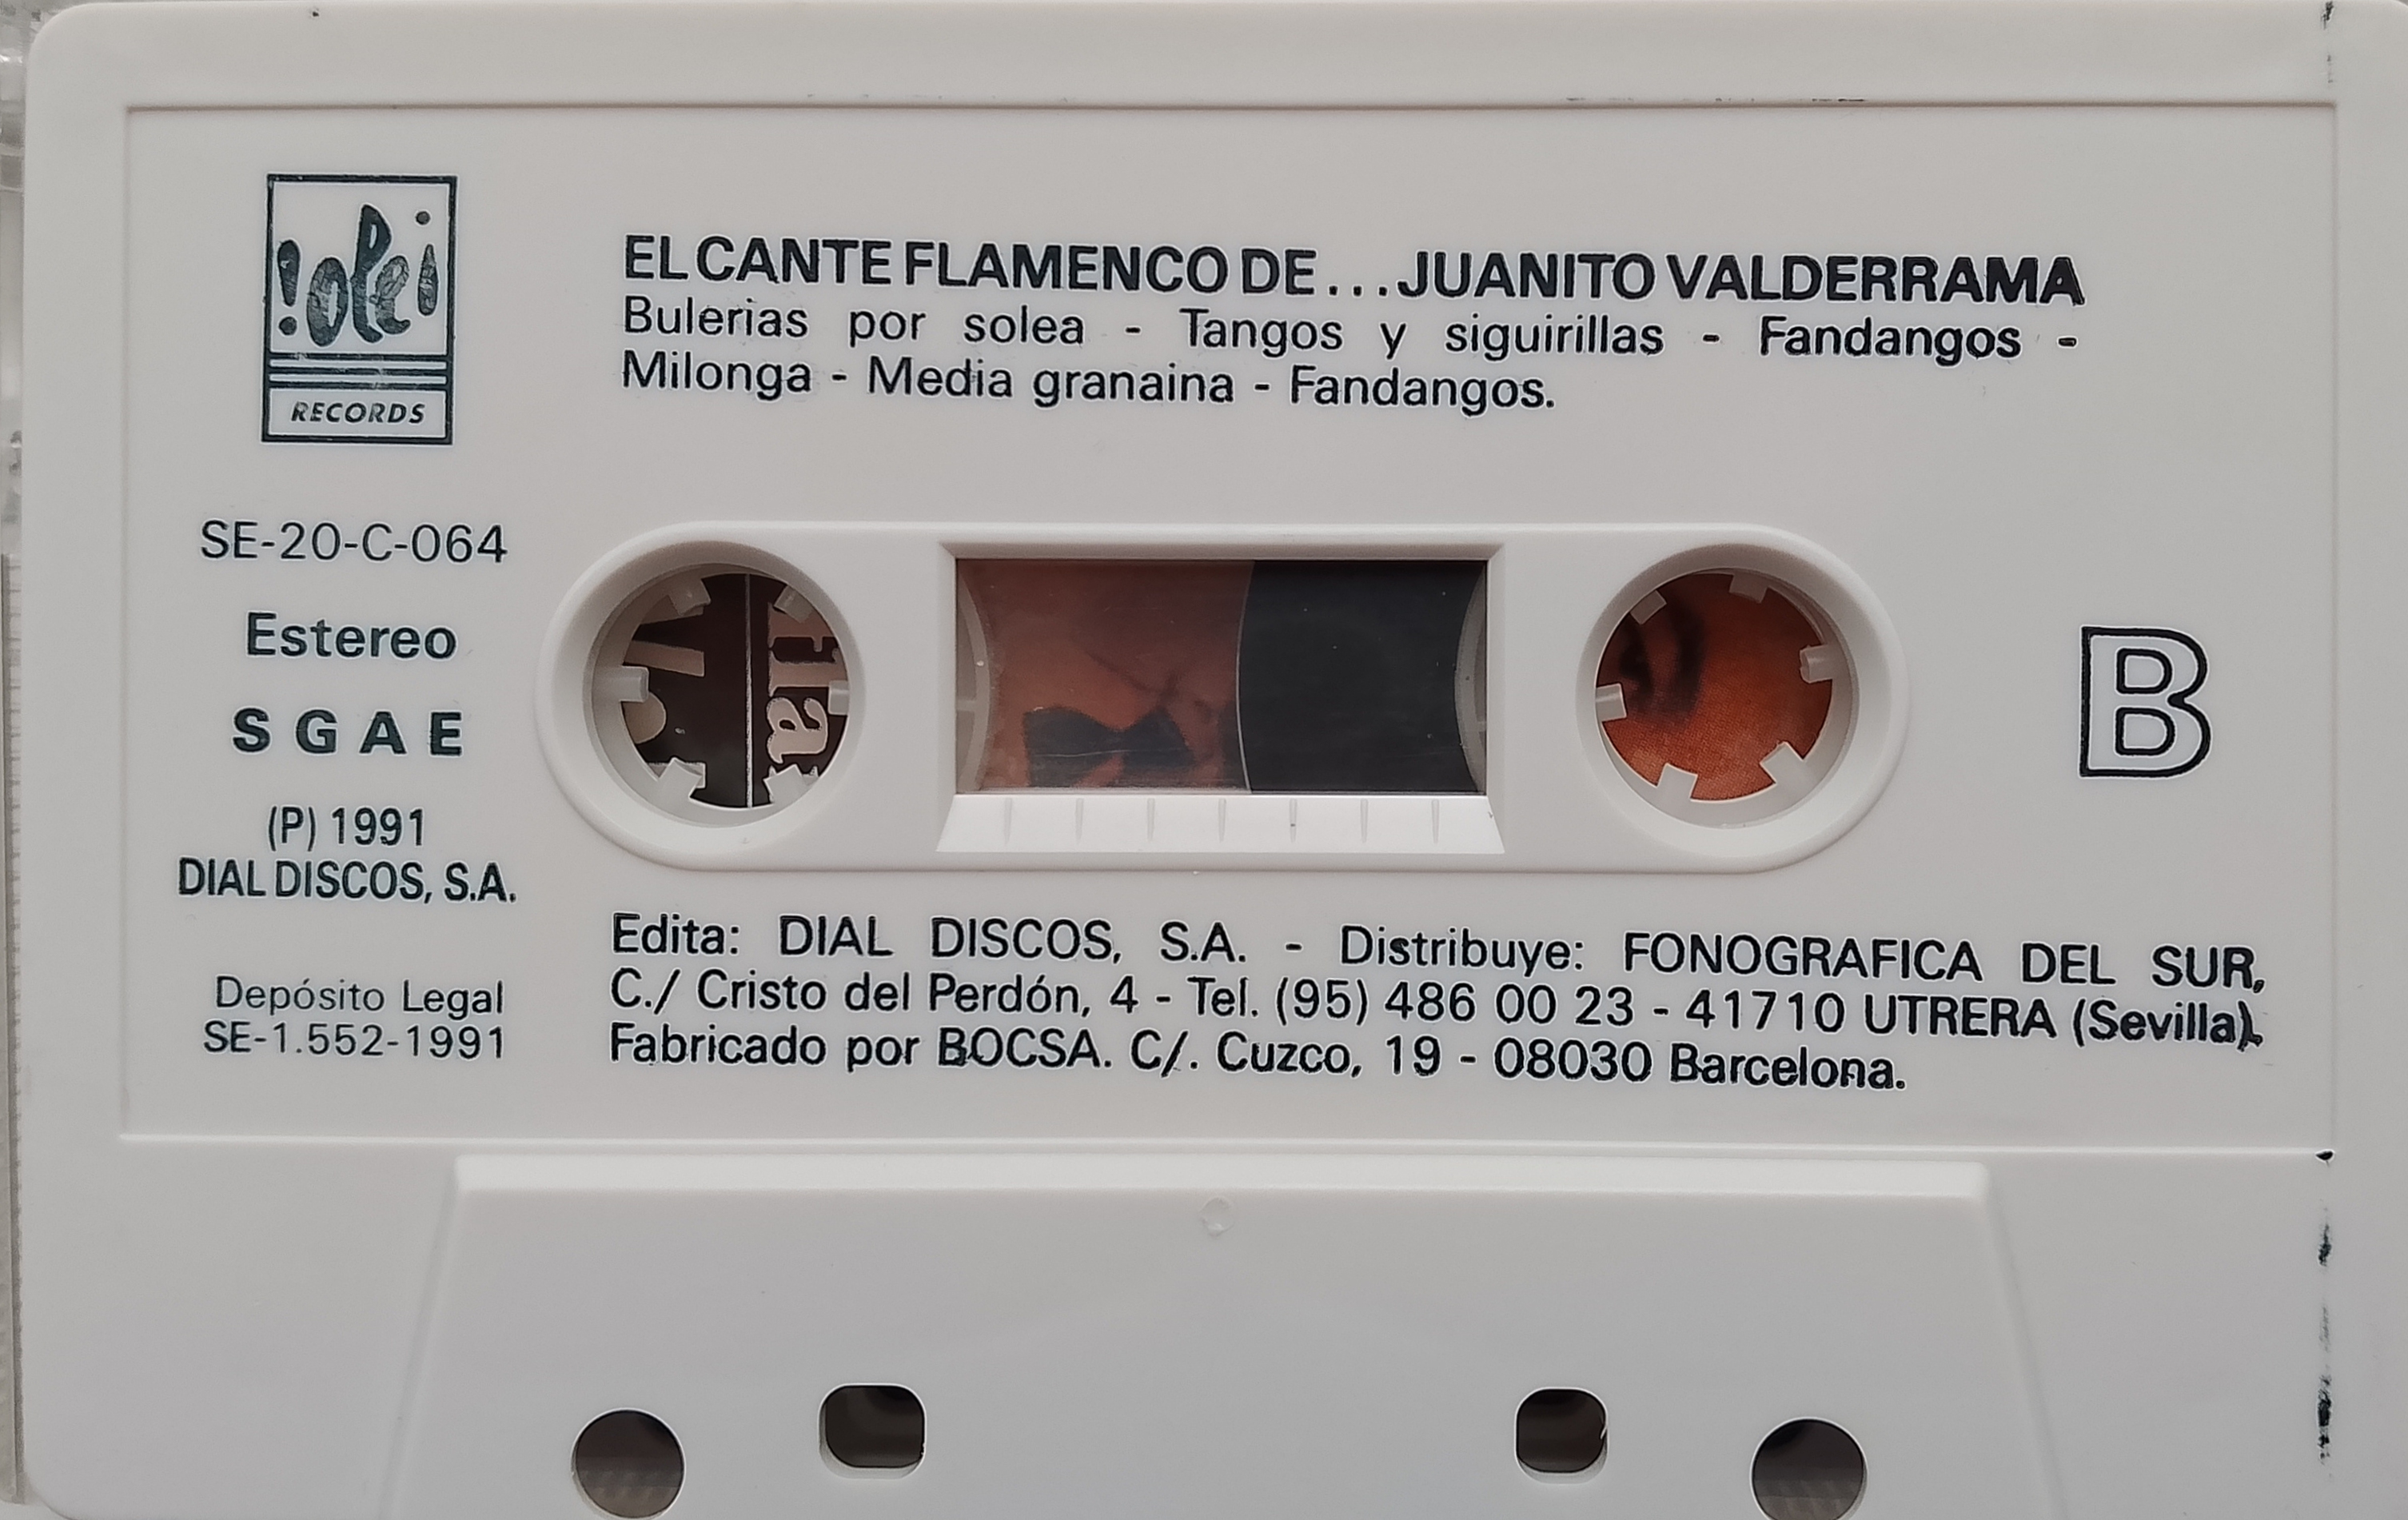 !ole¡
RECORDS
EL CANTE FLAMENCO DE...JUANITO VALDERRAMA
Bulerias por solea - Tangos y siguirillas - Fandangos -
Milonga - Media granaina - Fandangos.
SE-20-C-064
Estereo
SGAE
(P) 1991
DIAL DISCOS, S.A.
Depósito Legal
SE-1.552-1991
B
Edita: DIAL DISCOS, S.A. - Distribuye: FONOGRAFICA DEL SUR,
C./ Cristo del Perdón, 4 - Tel. (95) 486 00 23 - 41710 UTRERA (Sevilla).
Fabricado por BOCSA. C/. Cuzco, 19 - 08030 Barcelona.